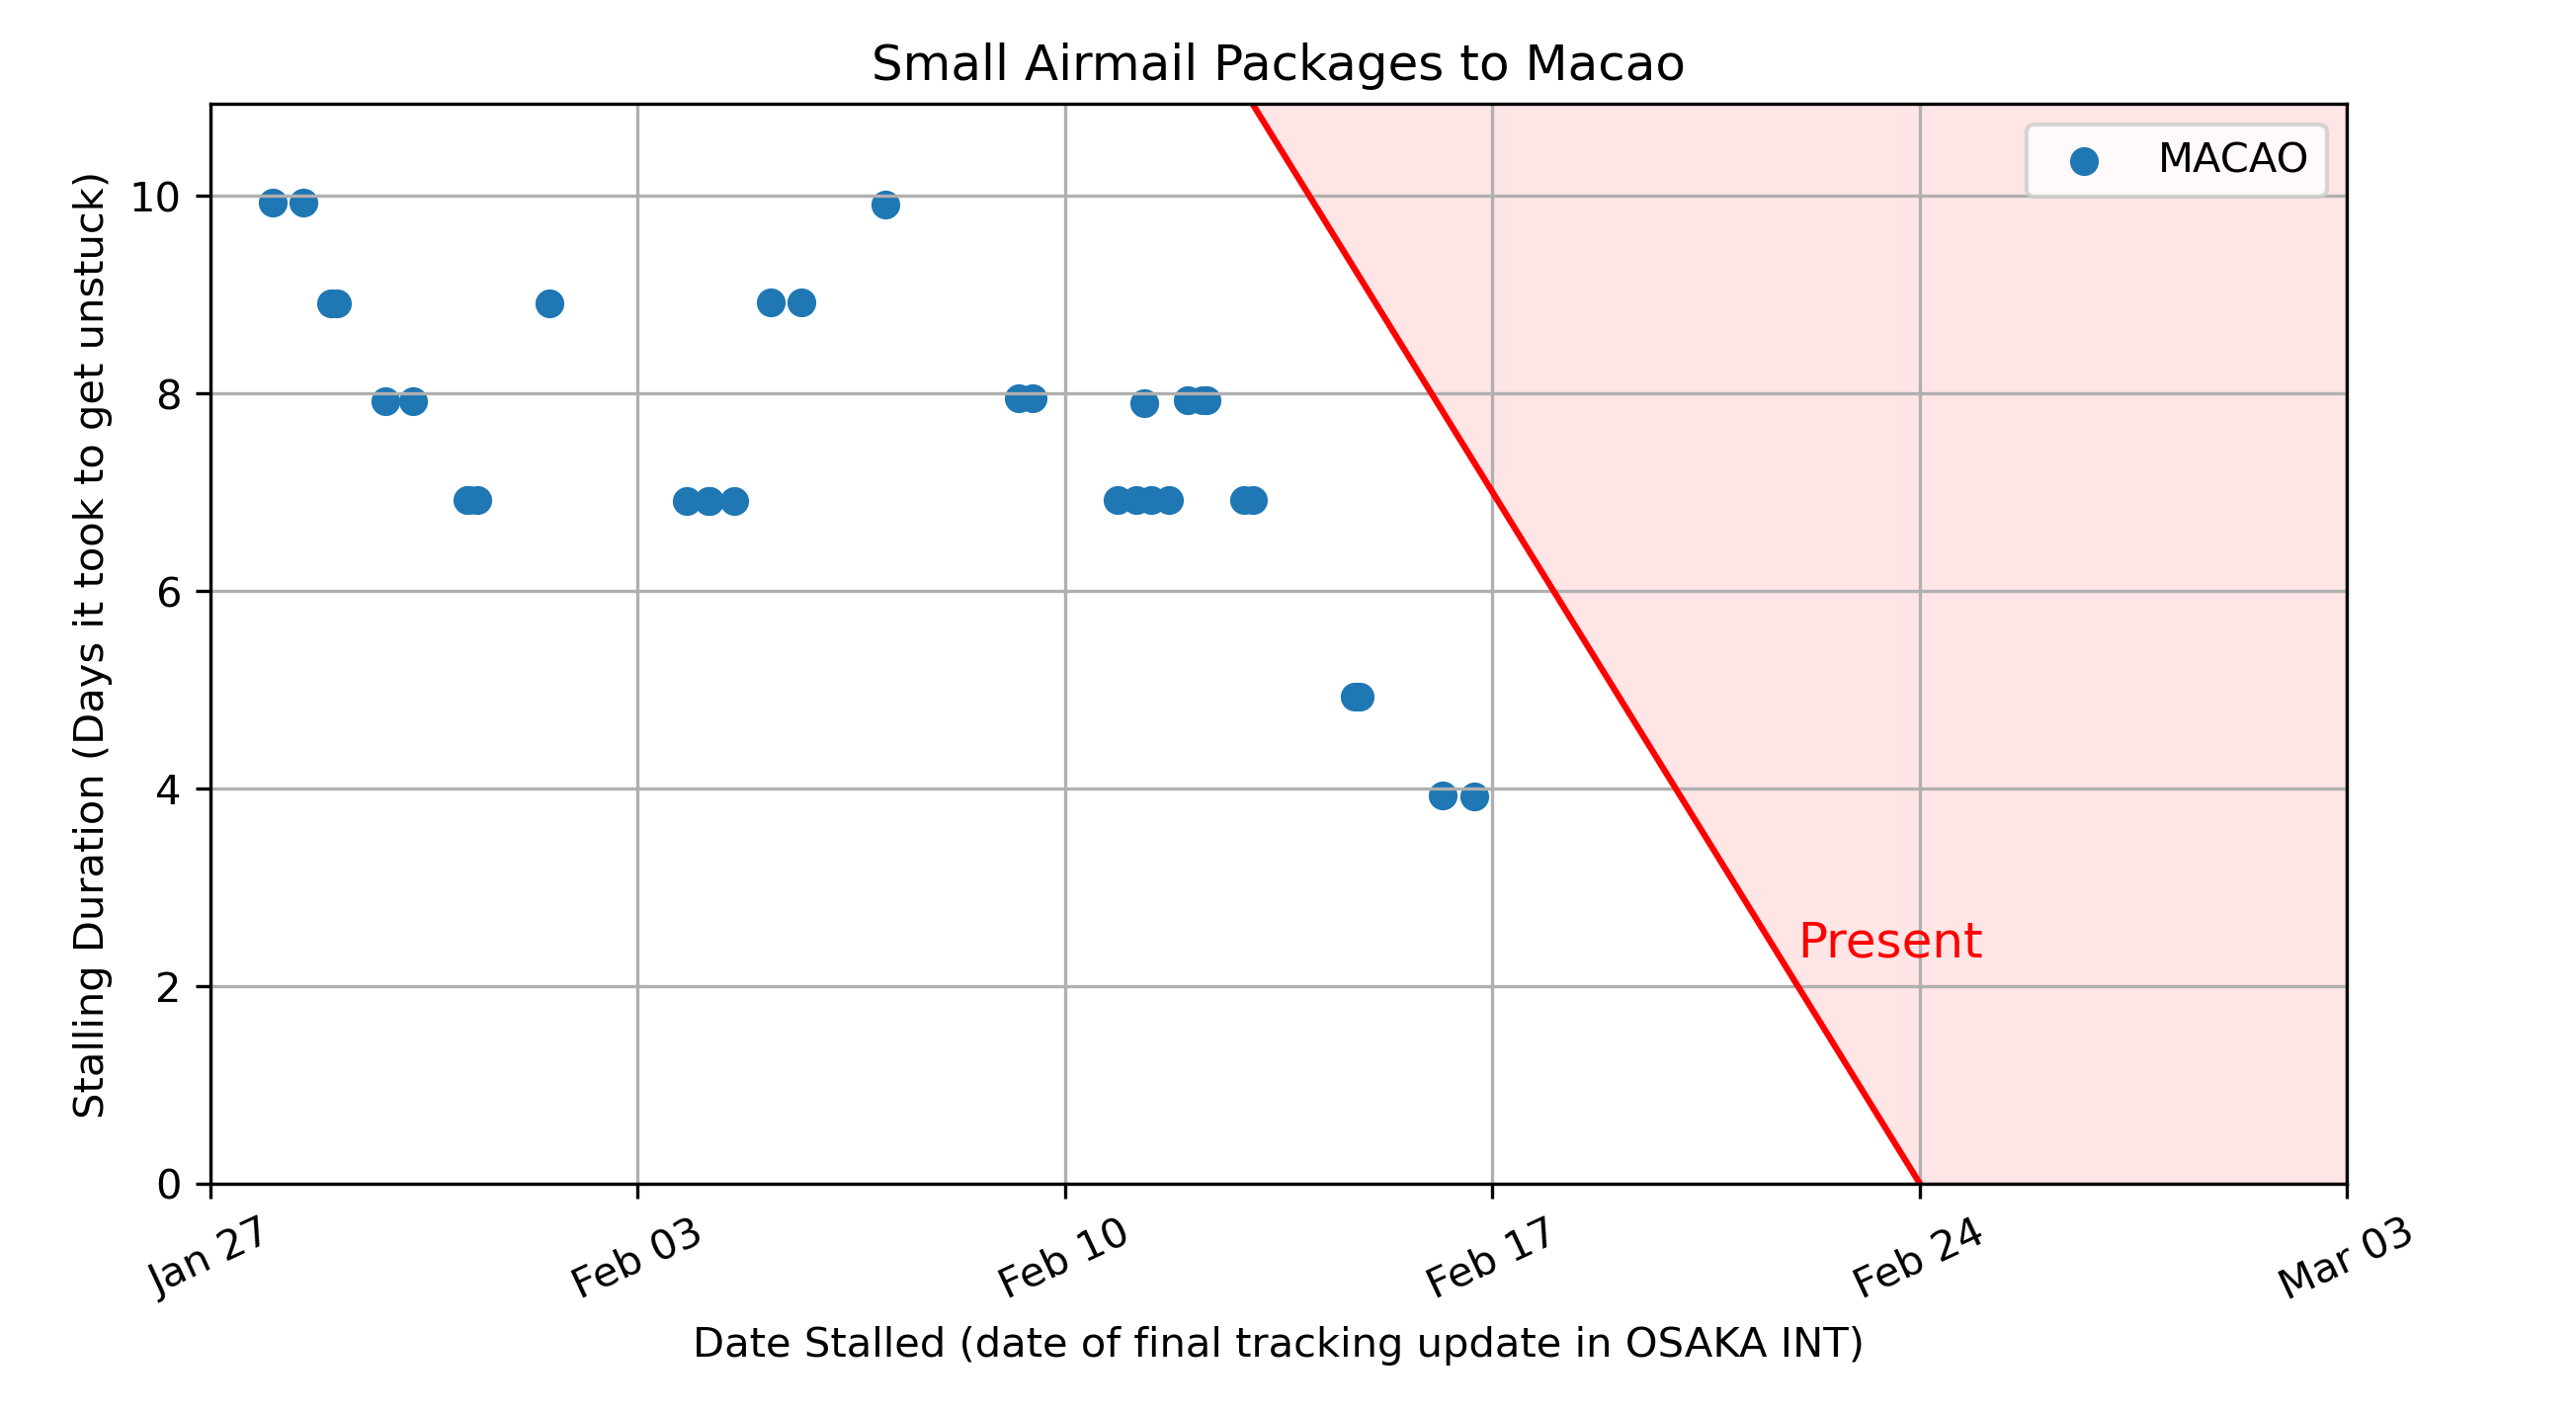 Small Airmail Packages to Macao
MACAO
Stalling Duration (Days it took to get unstuck)
10
8
6
4
2
0
Present
Jan 27
Feb 03
Feb 10
Feb 17
Feb 24
Mar 03
Date Stalled (date of final tracking update in OSAKA INT)